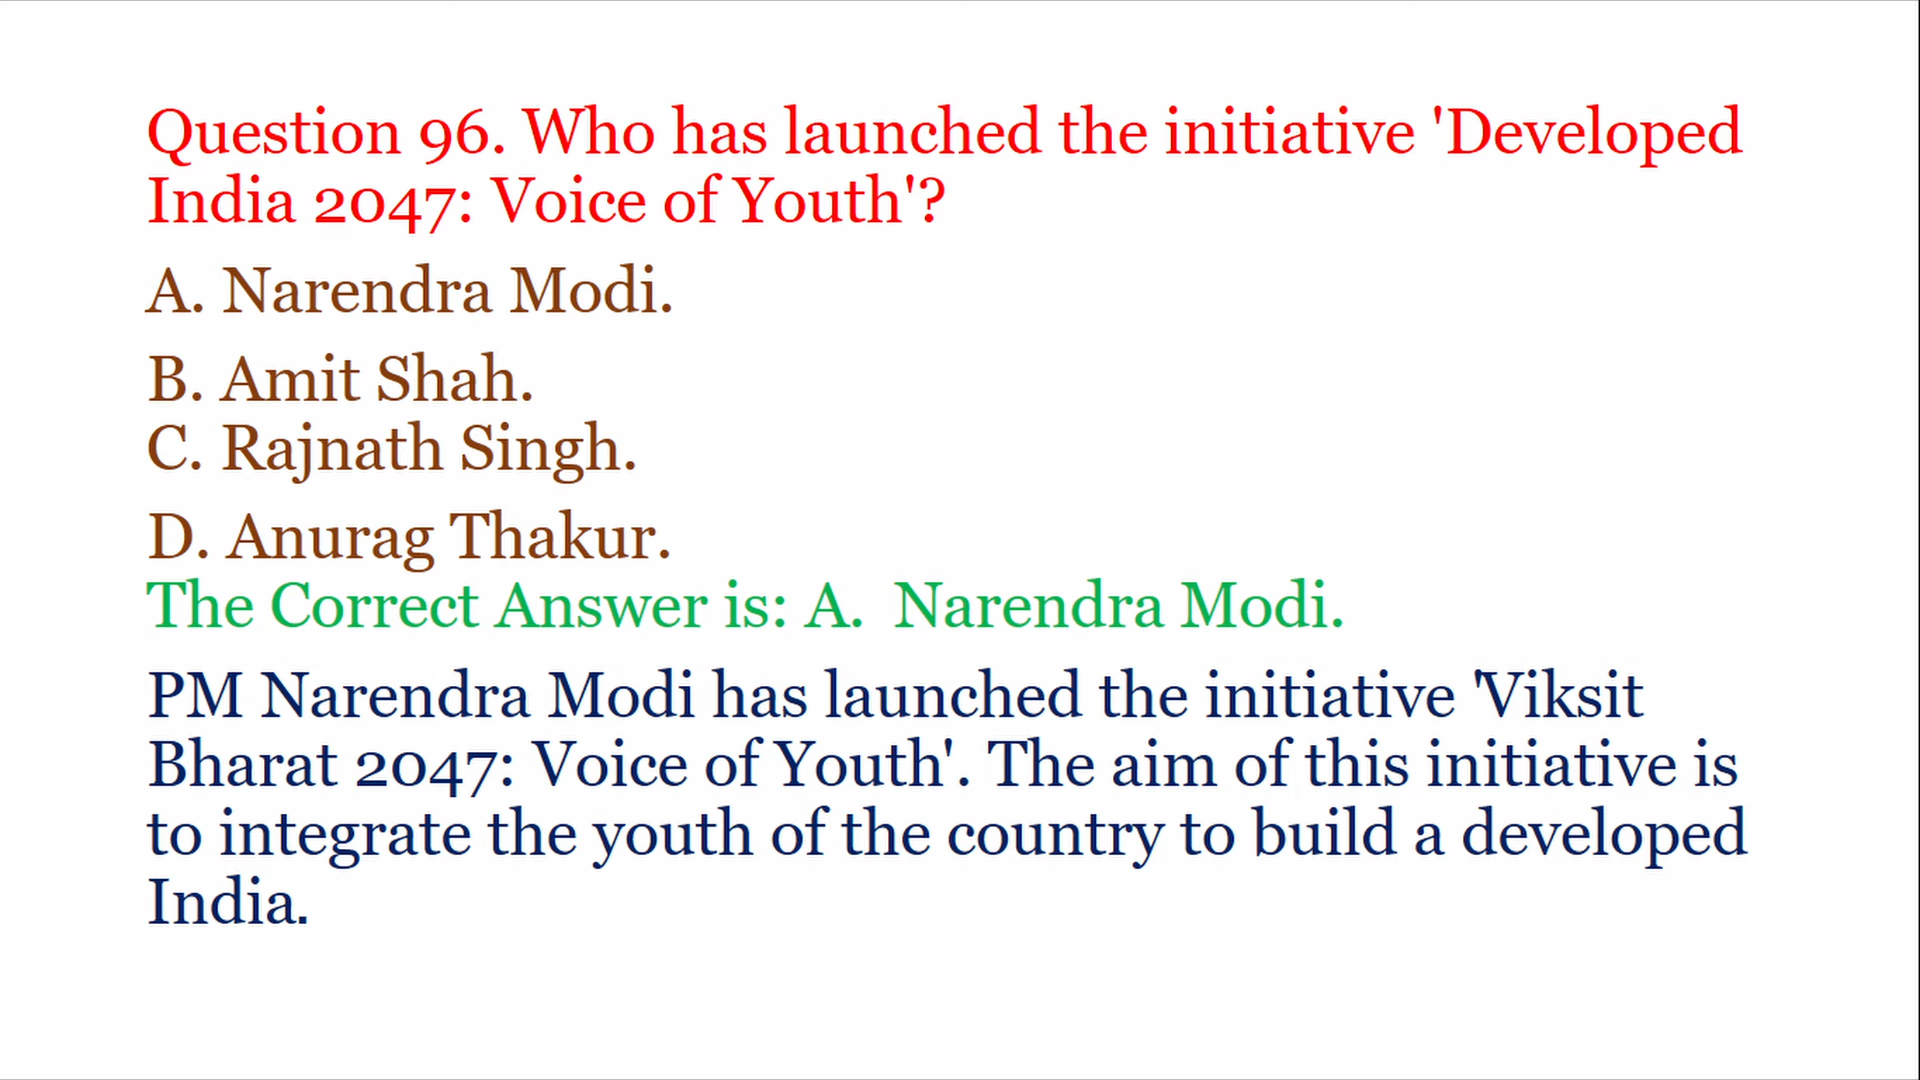 Question 96. Who has launched the initiative 'Developed
India 2047: Voice of Youth'?
A. Narendra Modi.
B. Amit Shah.
C. Rajnath Singh.
D. Anurag Thakur.
The Correct Answer is: A.  Narendra Modi.
PM Narendra Modi has launched the initiative 'Viksit
Bharat 2047: Voice of Youth'. The aim of this initiative is
to integrate the youth of the country to build a developed
India.